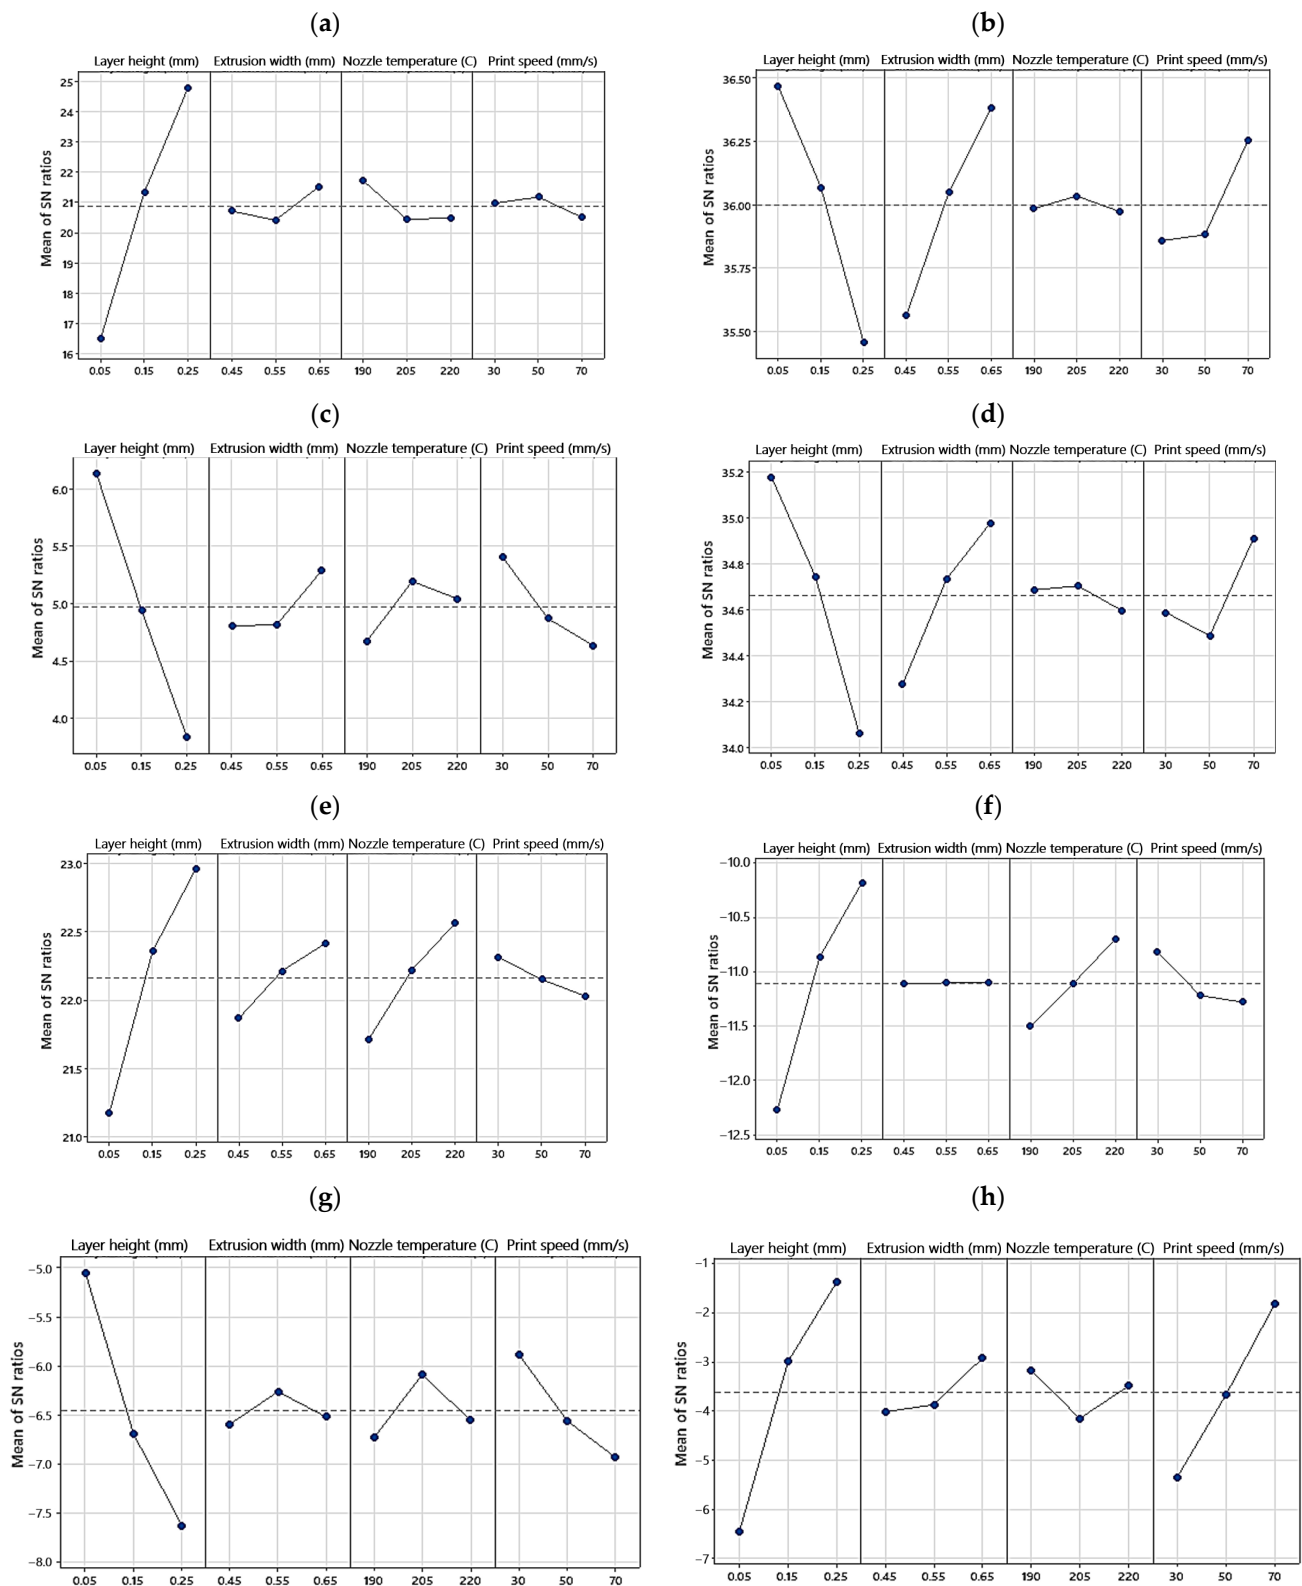 (a)
Layer height (mm) Extrusion width (mm) Nozzle temperature (C) Print speed (mm/s)
Mean of SN ratios
25
24
23
22
21
20
19
18
17
16
0.05 0.15 0.25 0.45 0.55 0.65 190 205 220 30 50 70
(b)
Layer height (mm) Extrusion width (mm) Nozzle temperature (C) Print speed (mm/s)
Mean of SN ratios
36.50
36.25
36.00
35.75
35.50
0.05 0.15 0.25 0.45 0.55 0.65 190 205 220 30 50 70
(c)
Layer height (mm) Extrusion width (mm) Nozzle temperature (C) Print speed (mm/s)
Mean of SN ratios
6.0
5.5
5.0
4.5
4.0
0.05 0.15 0.25 0.45 0.55 0.65 190 205 220 30 50 70
(d)
Layer height (mm) Extrusion width (mm) Nozzle temperature (C) Print speed (mm/s)
Mean of SN ratios
35.2
35.0
34.8
34.6
34.4
34.2
34.0
0.05 0.15 0.25 0.45 0.55 0.65 190 205 220 30 50 70
(e)
Layer height (mm) Extrusion width (mm) Nozzle temperature (C) Print speed (mm/s)
Mean of SN ratios
23.0
22.5
22.0
21.5
21.0
0.05 0.15 0.25 0.45 0.55 0.65 190 205 220 30 50 70
(f)
Layer height (mm) Extrusion width (mm) Nozzle temperature (C) Print speed (mm/s)
Mean of SN ratios
−10.0
−10.5
−11.0
−11.5
−12.0
−12.5
0.05 0.15 0.25 0.45 0.55 0.65 190 205 220 30 50 70
(g)
Layer height (mm) Extrusion width (mm) Nozzle temperature (C) Print speed (mm/s)
Mean of SN ratios
−5.0
−5.5
−6.0
−6.5
−7.0
−7.5
−8.0
0.05 0.15 0.25 0.45 0.55 0.65 190 205 220 30 50 70
(h)
Layer height (mm) Extrusion width (mm) Nozzle temperature (C) Print speed (mm/s)
Mean of SN ratios
−1
−2
−3
−4
−5
−6
−7
0.05 0.15 0.25 0.45 0.55 0.65 190 205 220 30 50 70